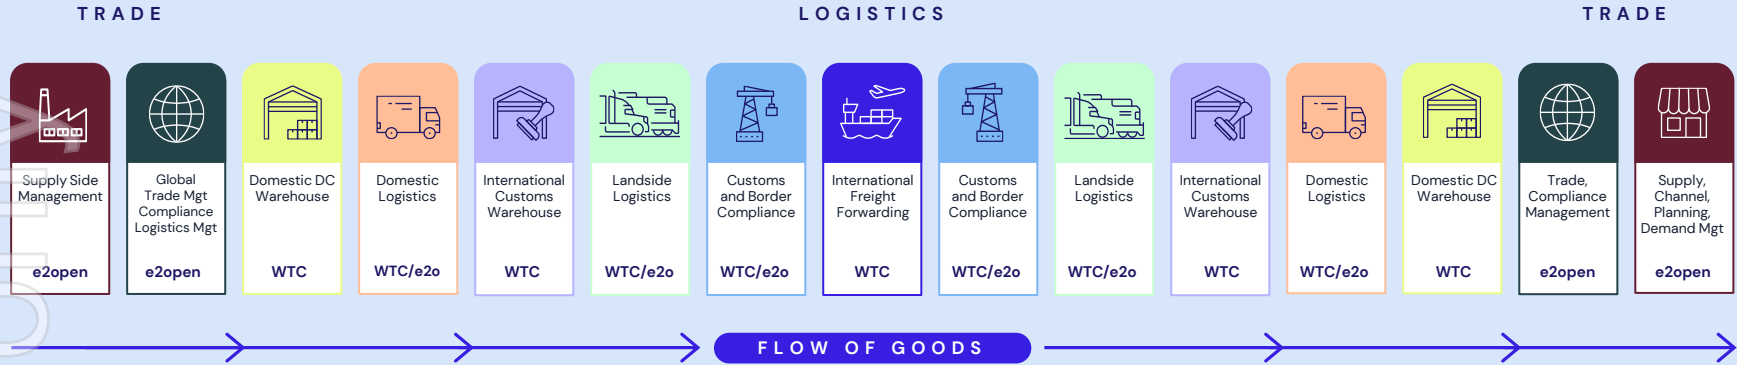 TRADE
LOGISTICS
TRADE
Supply Side
Management
e2open
Global
Trade Mgt
Compliance
Logistics Mgt
e2open
Domestic DC
Warehouse
WTC
Domestic
Logistics
WTC/e2o
International
Customs
Warehouse
WTC
Landside
Logistics
WTC/e2o
Customs
and Border
Compliance
WTC/e2o
International
Freight
Forwarding
WTC
Customs
and Border
Compliance
WTC/e2o
Landside
Logistics
WTC/e2o
International
Customs
Warehouse
WTC
Domestic
Logistics
WTC/e2o
Domestic DC
Warehouse
WTC
Trade,
Compliance
Management
e2open
Supply,
Channel,
Planning,
Demand Mgt
e2open
FLOW OF GOODS